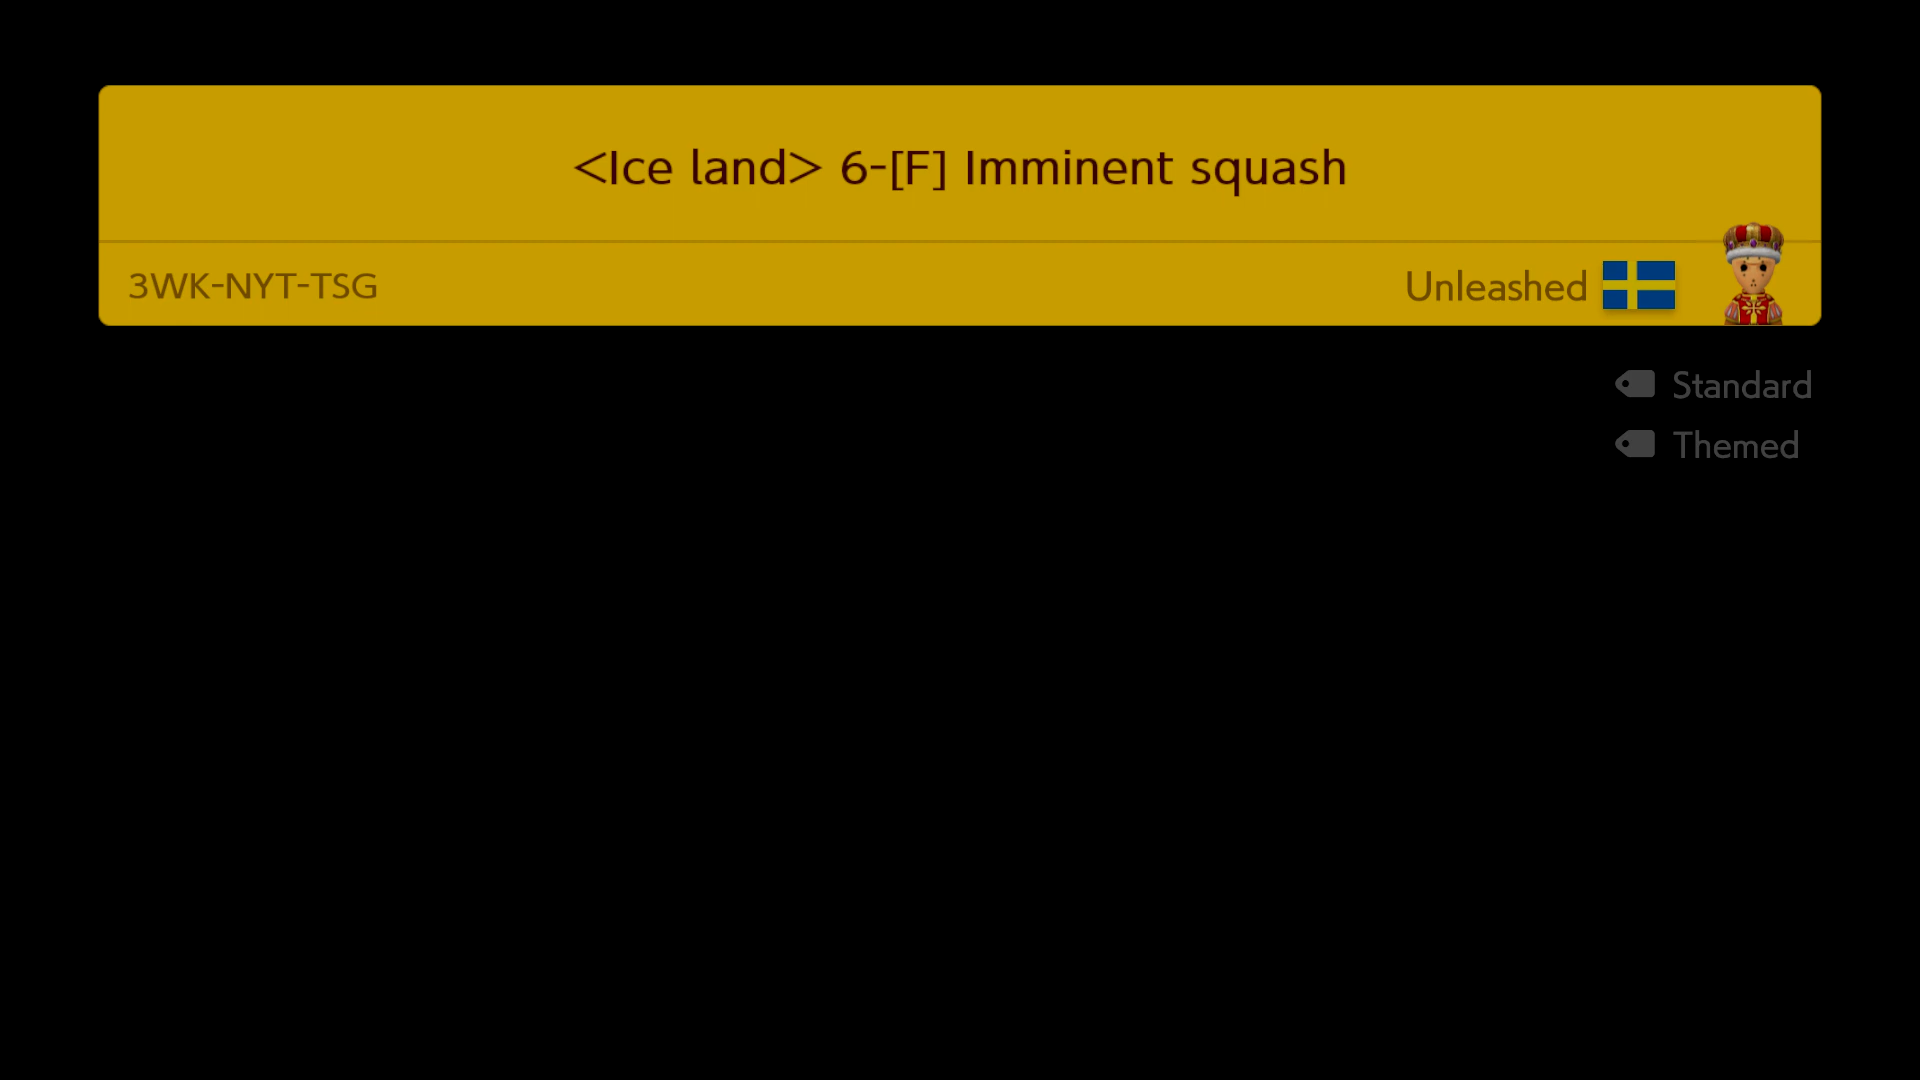 <Ice land> 6-[F] Imminent squash
3WK-NYT-TSG
Unleashed
Standard
Themed